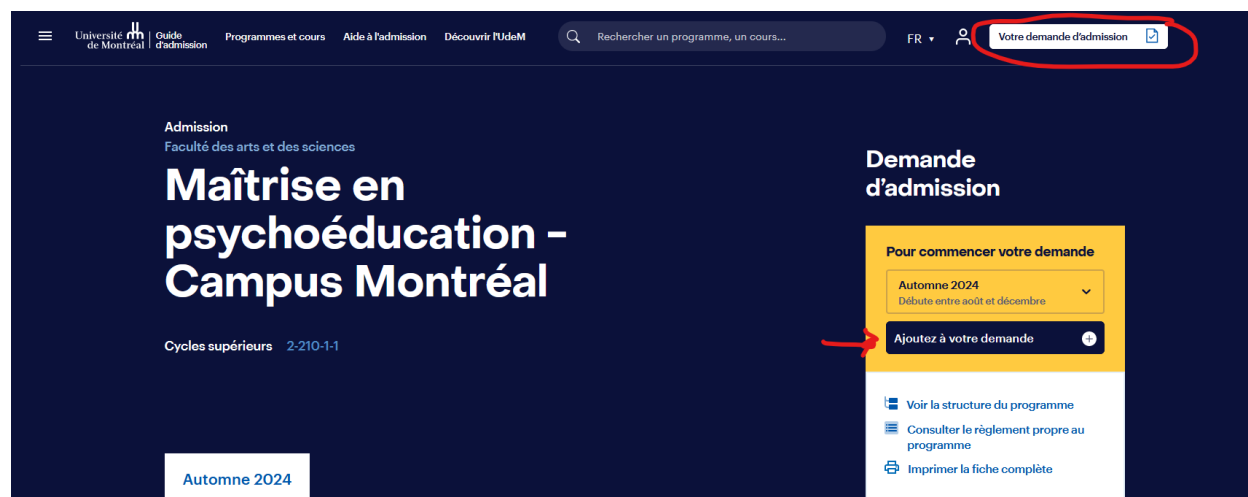 Université de Montréal
Guide d'admission
Programmes et cours
Aide à l'admission
Découvrir l'UdeM
Rechercher un programme, un cours...
FR
Votre demande d'admission
Admission
Faculté des arts et des sciences
Maîtrise en
psychoéducation –
Campus Montréal
Cycles supérieurs 2-210-1-1
Automne 2024
Demande
d'admission
Pour commencer votre demande
Automne 2024
Débute entre août et décembre
Ajoutez à votre demande
Voir la structure du programme
Consulter le règlement propre au
programme
Imprimer la fiche complète